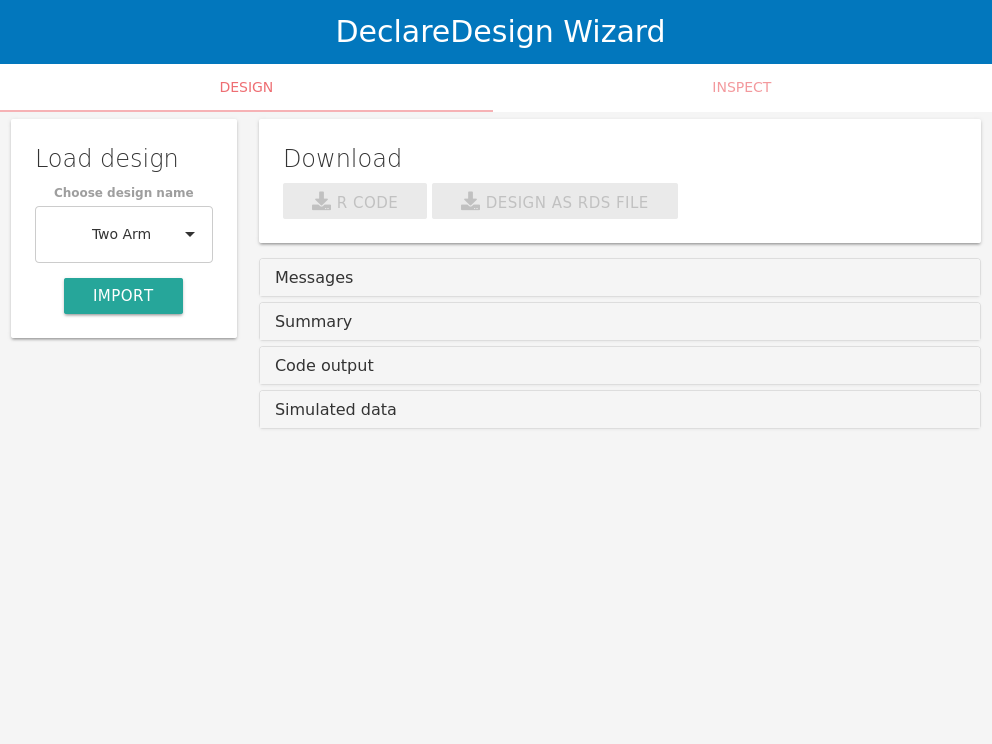 DeclareDesign Wizard
DESIGN
INSPECT
Load design
Choose design name
Two Arm
IMPORT
Download
R CODE
DESIGN AS RDS FILE
Messages
Summary
Code output
Simulated data